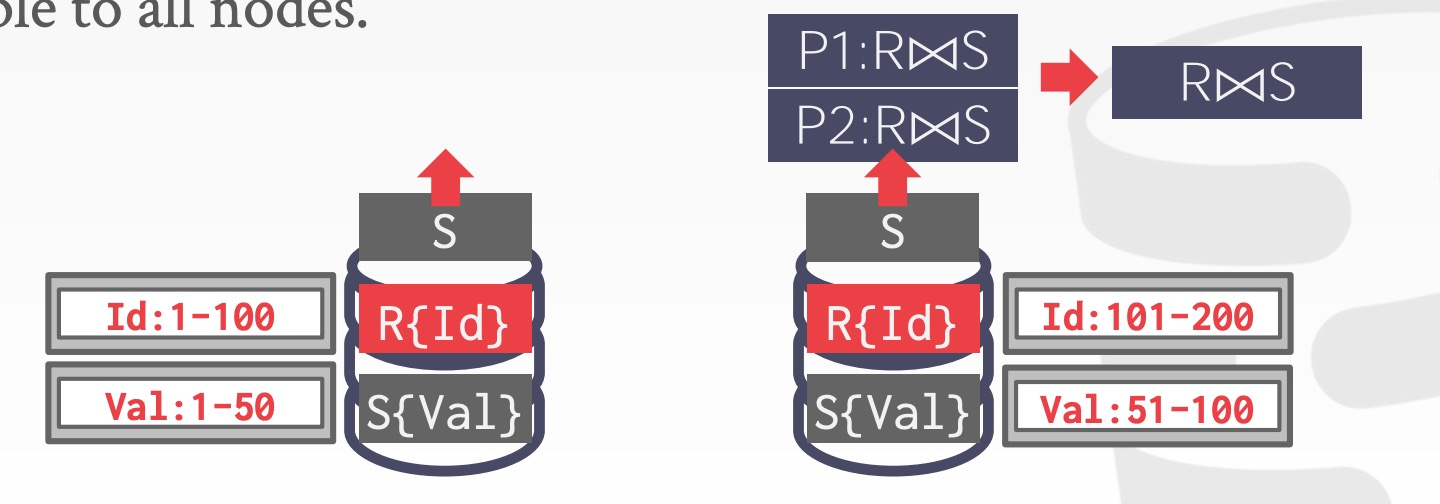 to all nodes.
P1:R⋈S
P2:R⋈S
R⋈S
S
S
Id:1-100
R{Id}
R{Id}
Id:101-200
Val:1-50
S{Val}
S{Val}
Val:51-100